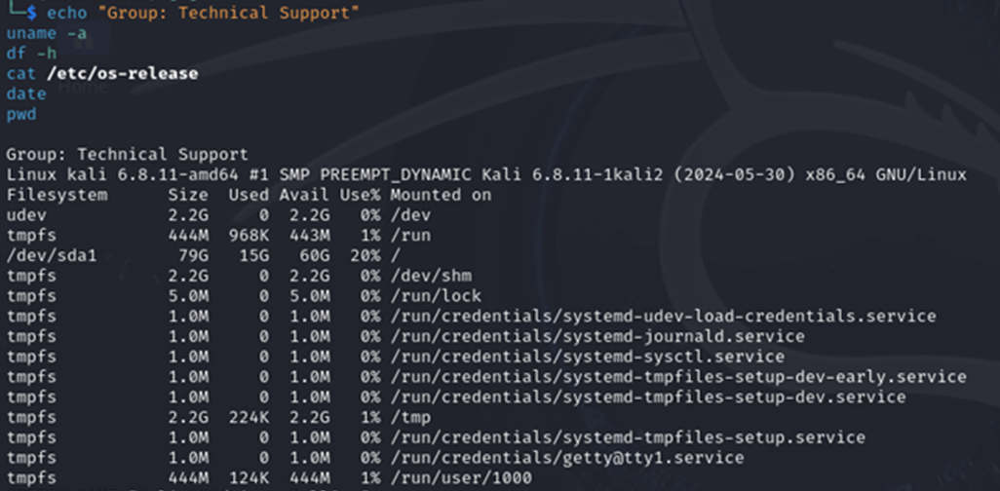 └─$ echo "Group: Technical Support"
uname -a
df -h
cat /etc/os-release
Home
date
pwd
Group: Technical Support
Linux kali 6.8.11-amd64 #1 SMP PREEMPT_DYNAMIC Kali 6.8.11-1kali2 (2024-05-30) x86_64 GNU/Linux
Filesystem      Size  Used Avail Use% Mounted on
udev            2.2G     0  2.2G   0% /dev
tmpfs           444M  968K  443M   1% /run
/dev/sda1        79G   15G   60G  20% /
tmpfs           2.2G     0  2.2G   0% /dev/shm
tmpfs           5.0M     0  5.0M   0% /run/lock
tmpfs           1.0M     0  1.0M   0% /run/credentials/systemd-udev-load-credentials.service
tmpfs           1.0M     0  1.0M   0% /run/credentials/systemd-journald.service
tmpfs           1.0M     0  1.0M   0% /run/credentials/systemd-sysctl.service
tmpfs           1.0M     0  1.0M   0% /run/credentials/systemd-tmpfiles-setup-dev-early.service
tmpfs           1.0M     0  1.0M   0% /run/credentials/systemd-tmpfiles-setup-dev.service
tmpfs           2.2G  224K  2.2G   1% /tmp
tmpfs           1.0M     0  1.0M   0% /run/credentials/systemd-tmpfiles-setup.service
tmpfs           1.0M     0  1.0M   0% /run/credentials/getty@tty1.service
tmpfs           444M  124K  444M   1% /run/user/1000